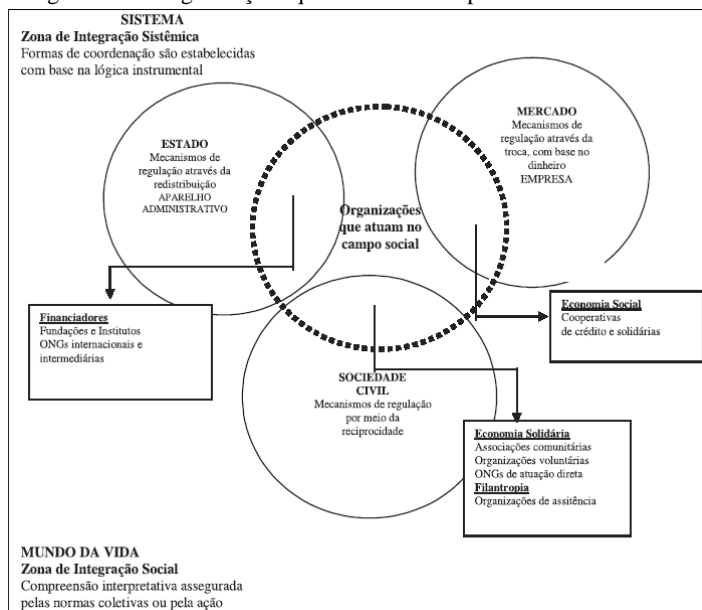 SISTEMA
Zona de Integração Sistêmica
Formas de coordenação são estabelecidas
com base na lógica instrumental
ESTADO
Mecanismos de
regulação através da
redistribuição
APARELHO
ADMINISTRATIVO
MERCADO
Mecanismos de
regulação através da
troca, com base no
dinheiro
EMPRESA
Organizações
que atuam no
campo social
Financiadores
Fundações e Institutos
ONGs internacionais e
intermediárias
Economia Social
Cooperativas
de crédito e solidárias
SOCIEDADE
CIVIL
Mecanismos de regulação
por meio da
reciprocidade
Economia Solidária
Associações comunitárias
Organizações voluntárias
ONGs de atuação direta
Filantropia
Organizações de assitência
MUNDO DA VIDA
Zona de Integração Social
Compreensão interpretativa assegurada
pelas normas coletivas ou pela ação